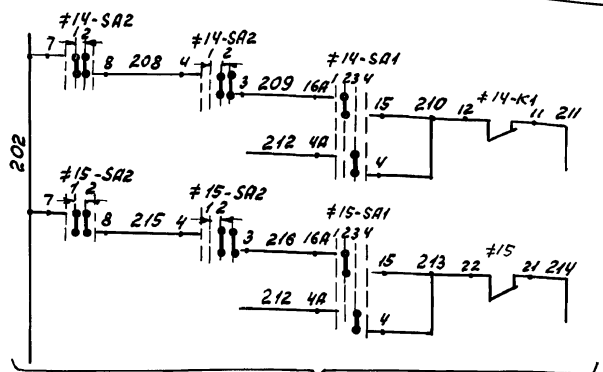 ≠14-SA2 ≠14-SA2 ≠14-SA1
7 1 2 8 208 4 1 2 3 209 16A 1 2 3 4 15 210 12 ≠14-K1 11 211
212 4A 4
202
≠15-SA2 ≠15-SA2 ≠15-SA1
7 1 2 8 215 4 1 2 3 216 16A 1 2 3 4 15 213 22 ≠15 21 214
212 4A 4